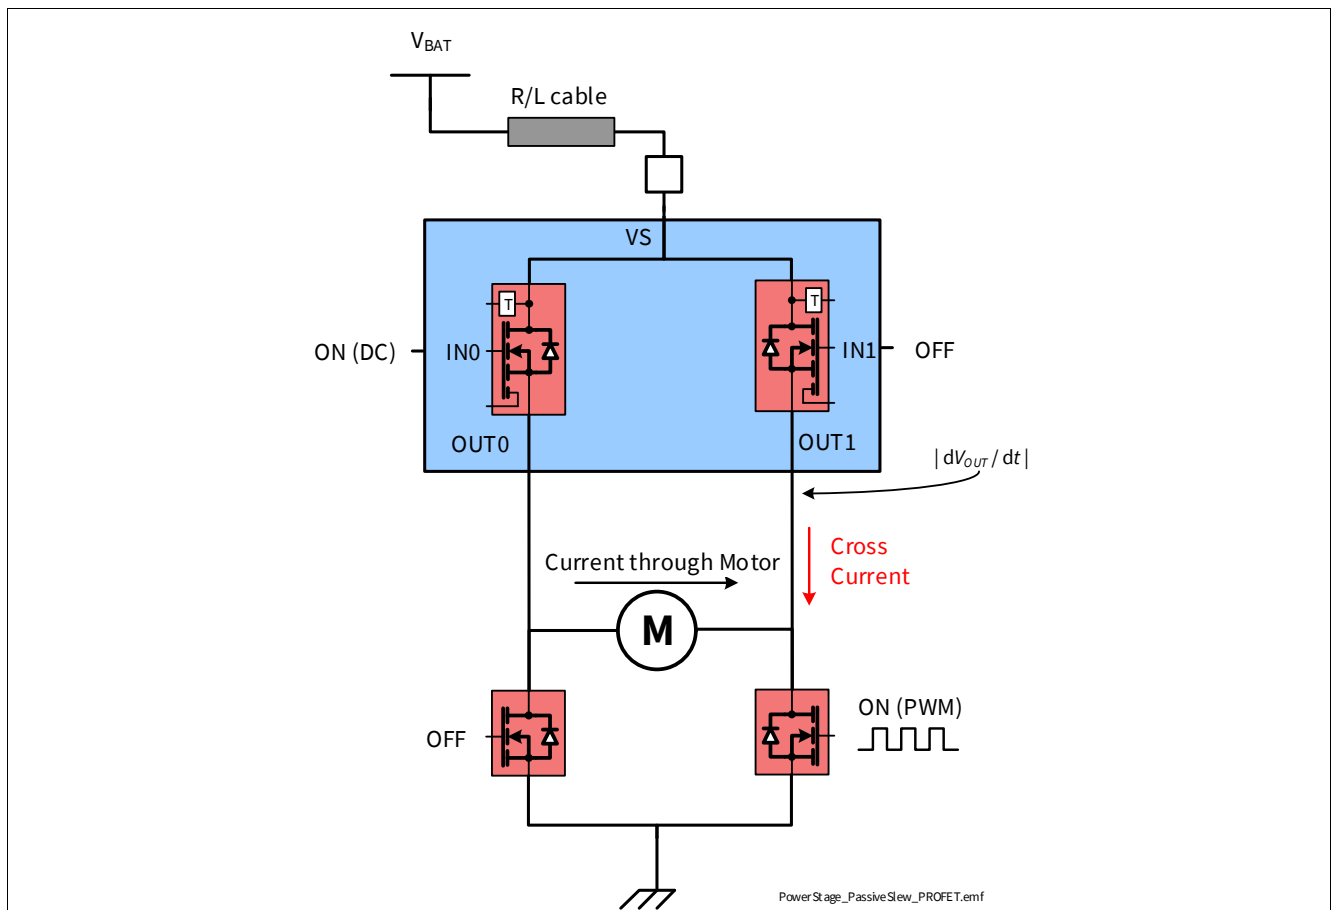 VBAT
R/L cable
VS
T
T
ON (DC)
IN0
IN1
OFF
OUT0
OUT1
| dVOUT / dt |
Cross
Current
Current through Motor
M
ON (PWM)
OFF
PowerStage_PassiveSlew_PROFET.emf